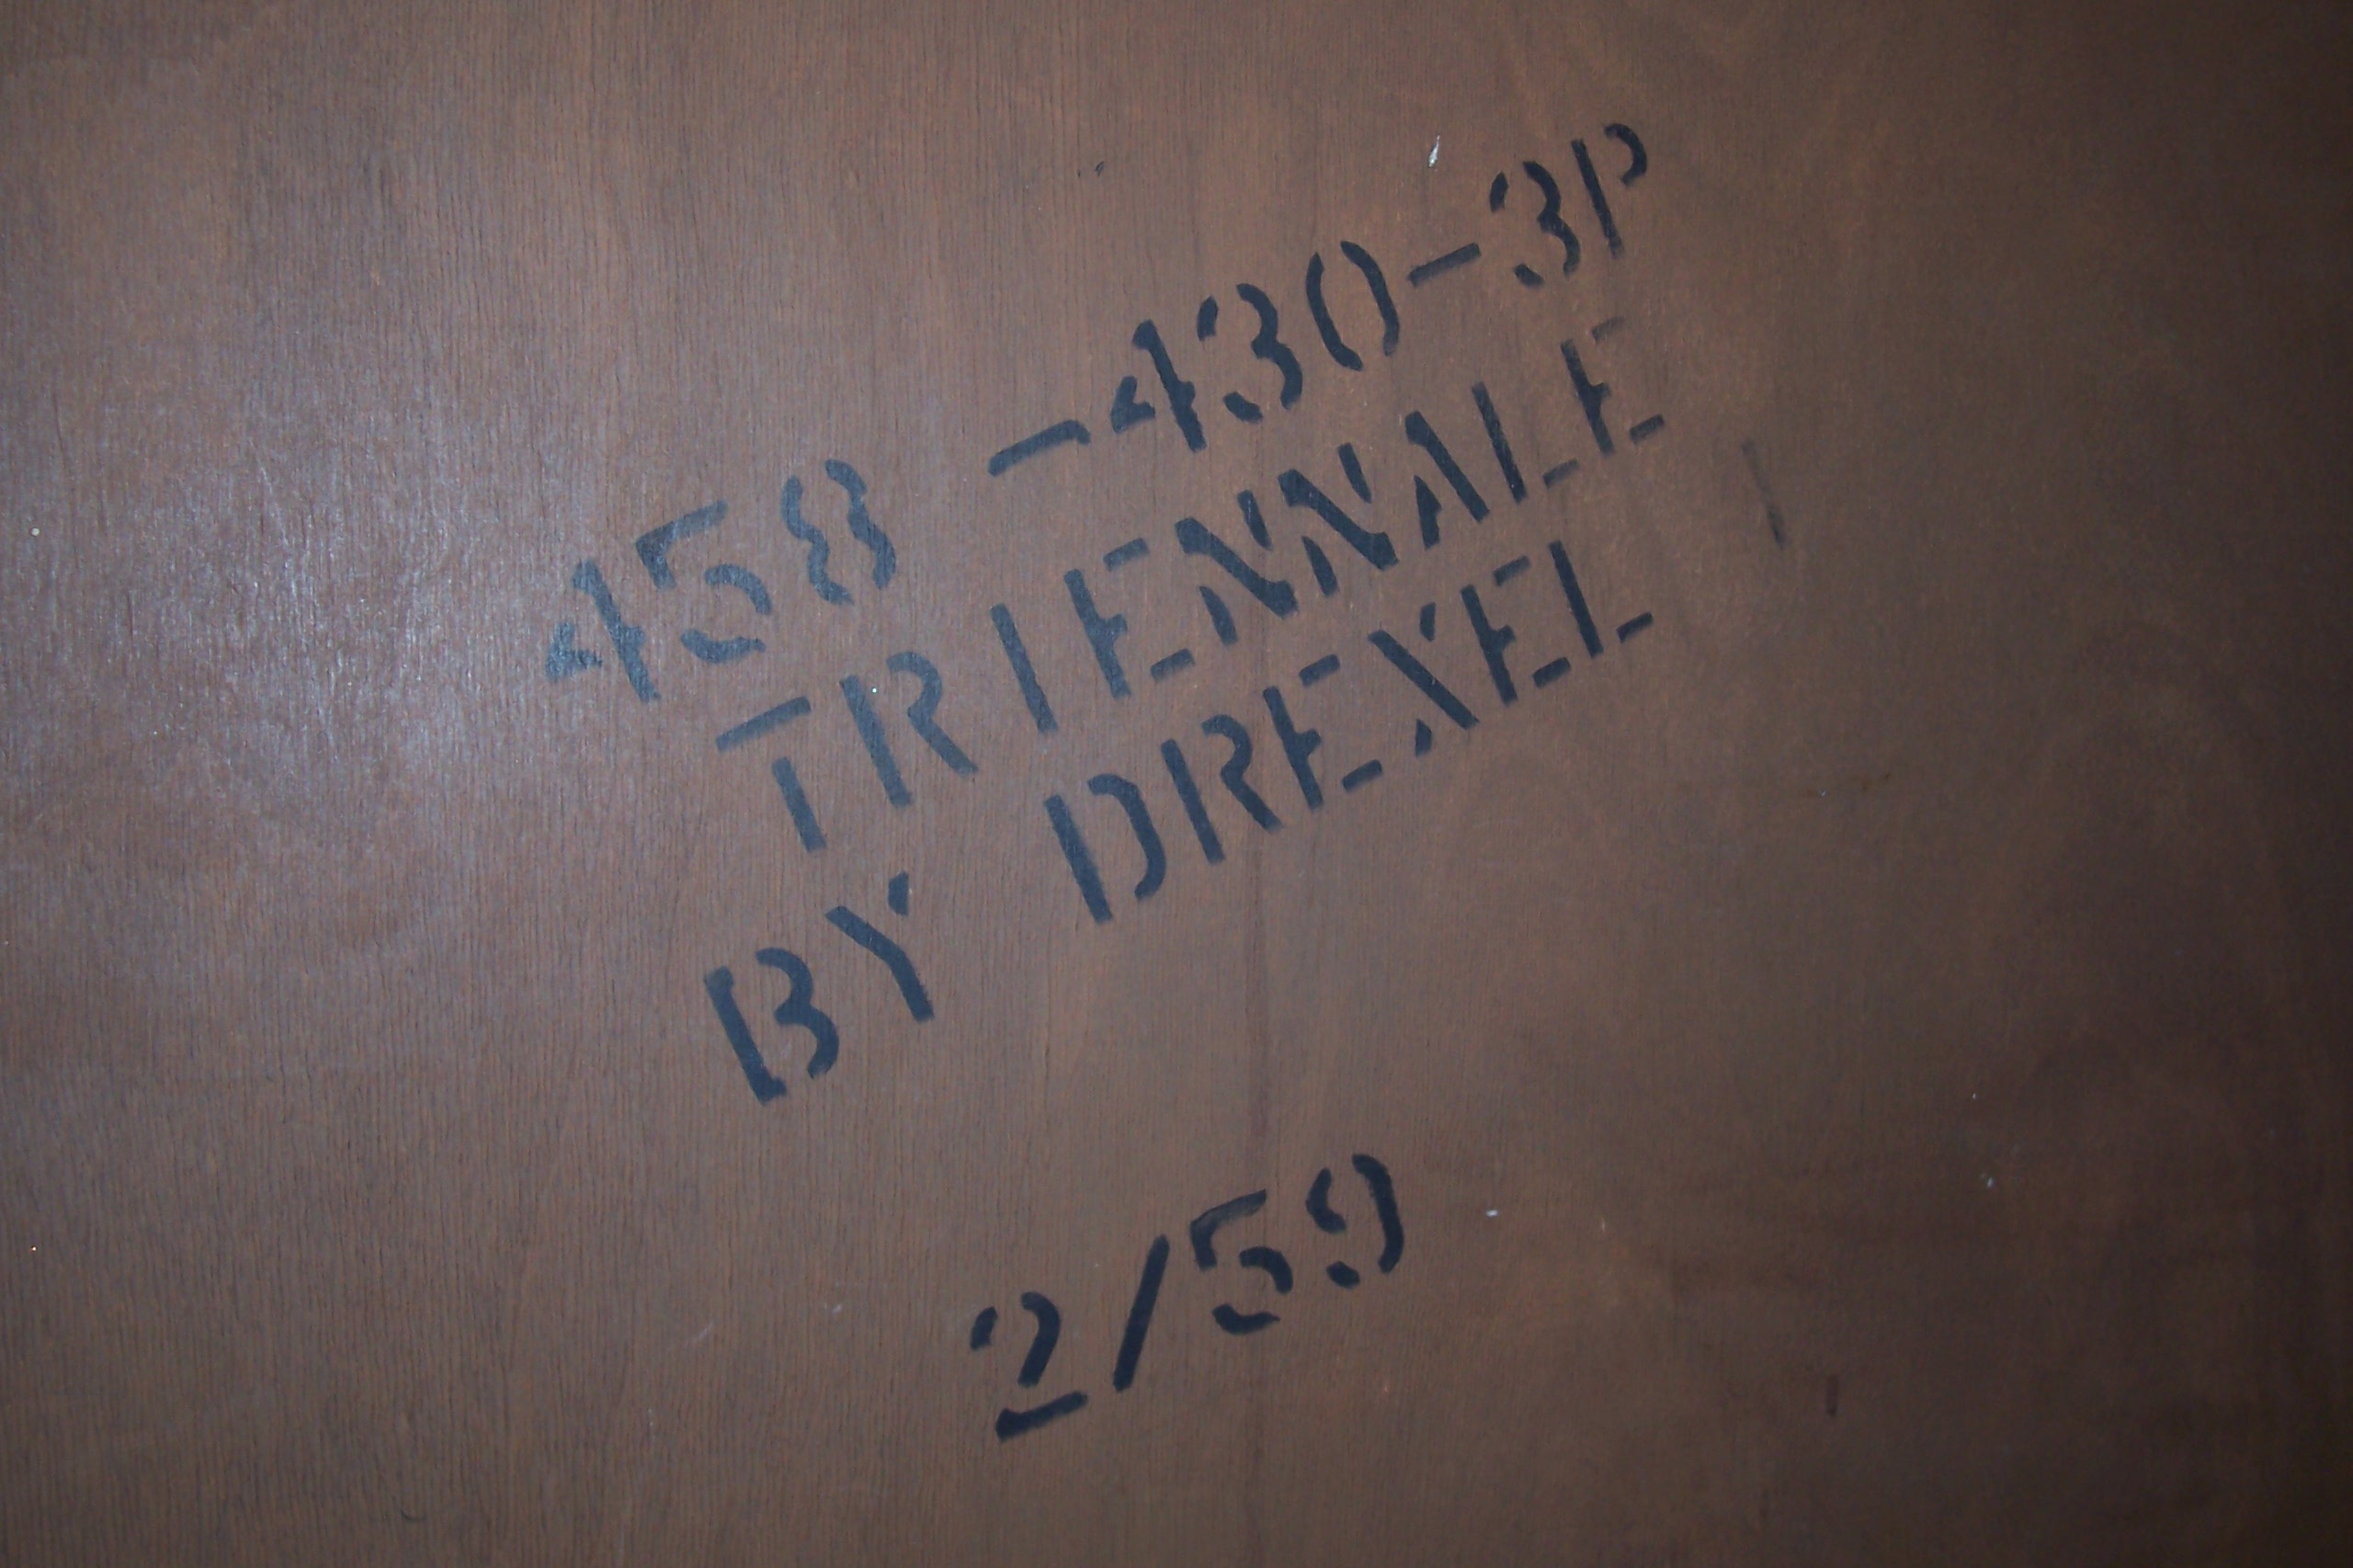 458 -430-3P
TRIENNALE
BY DREXEL
2/59